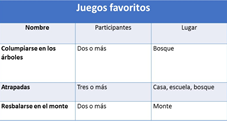 Juegos favoritos
Nombre Participantes Lugar
Columpiarse en los Dos o más Bosque
árboles
Atrapadas Tres o más Casa, escuela, bosque
Resbalarse en el monte Dos o más Monte